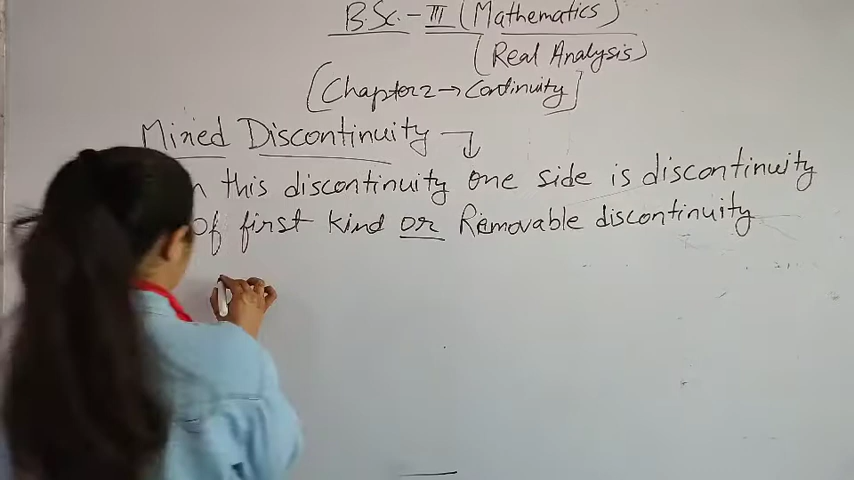 B.Sc. - III (Mathematics)
(Real Analysis)
(Chapter 2 → Continuity)
Mixed Discontinuity
this discontinuity one side is discontinuity
of first kind or Removable discontinuity